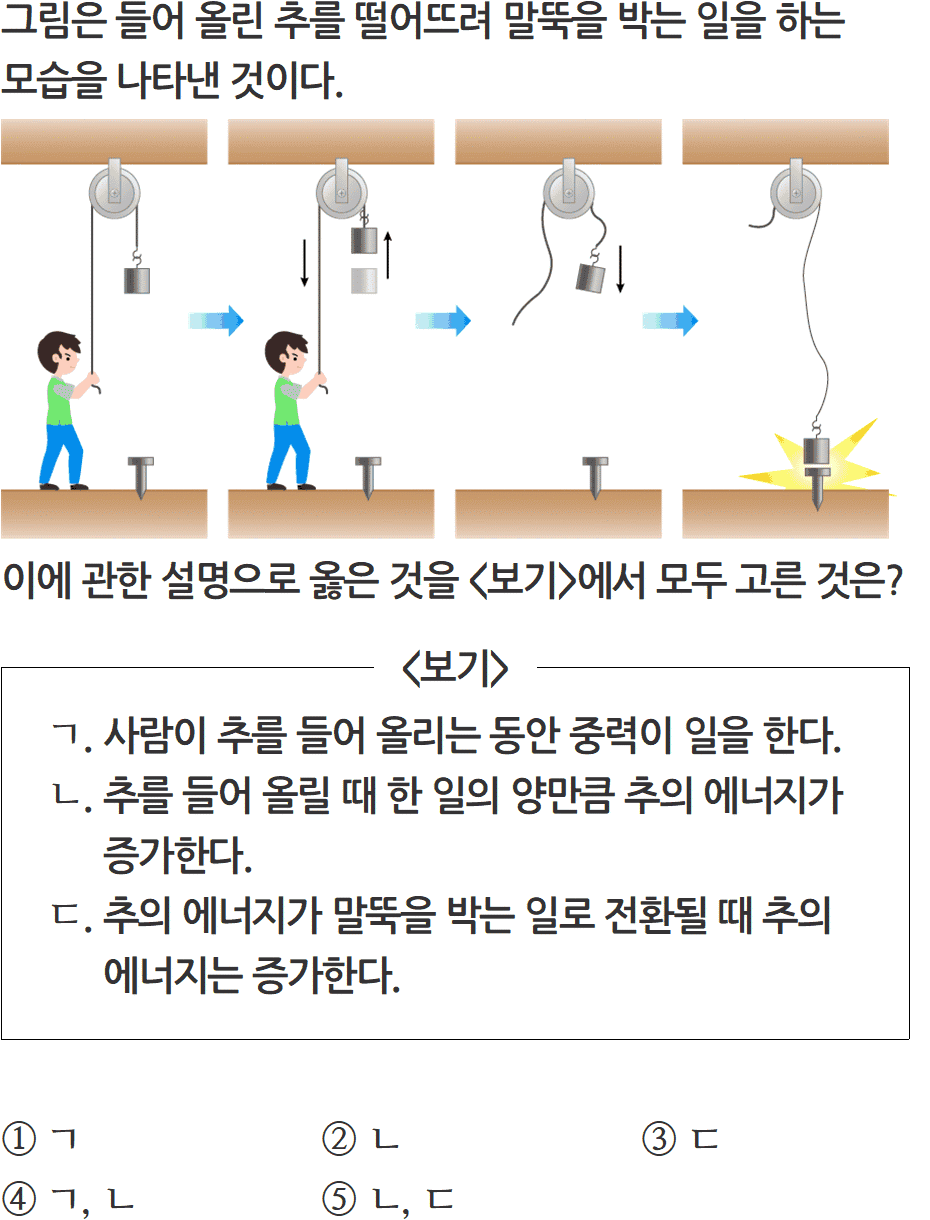 그림은 들어 올린 추를 떨어뜨려 말뚝을 박는 일을 하는
모습을 나타낸 것이다.
이에 관한 설명으로 옳은 것을 <보기>에서 모두 고른 것은?
<보기>
ㄱ. 사람이 추를 들어 올리는 동안 중력이 일을 한다.
ㄴ. 추를 들어 올릴 때 한 일의 양만큼 추의 에너지가
증가한다.
ㄷ. 추의 에너지가 말뚝을 박는 일로 전환될 때 추의
에너지는 증가한다.
① ㄱ ② ㄴ ③ ㄷ
④ ㄱ, ㄴ ⑤ ㄴ, ㄷ